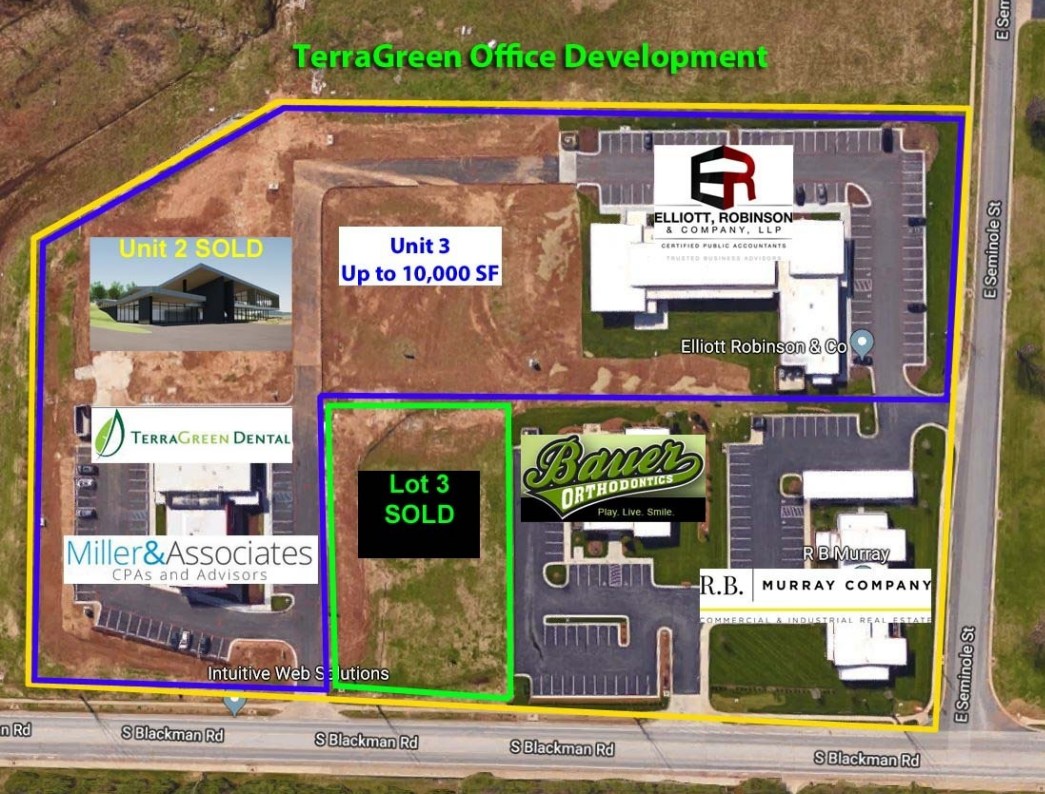 TerraGreen Office Development
E Sem
ER
ELLIOTT, ROBINSON
& COMPANY, LLP
CERTIFIED PUBLIC ACCOUNTANTS
TRUSTED BUSINESS ADVISORS
Unit 2 SOLD
Unit 3
Up to 10,000 SF
E Seminole St
Elliott Robinson & Co
TERRAGREEN DENTAL
Lot 3
SOLD
Bauer
ORTHODONTICS
Play. Live. Smile.
Miller&Associates
CPAs and Advisors
R B Murray
R.B. MURRAY COMPANY
COMMERCIAL & INDUSTRIAL REAL ESTATE
E Seminole St
Intuitive Web Solutions
n Rd
S Blackman Rd
S Blackman Rd
S Blackman Rd
S Blackman Rd